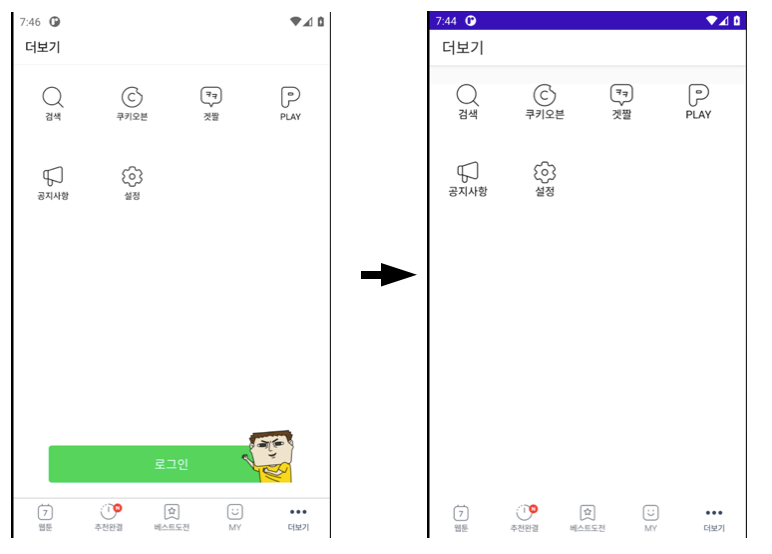 7:46
더보기
검색 쿠키오븐 겟짤 PLAY
공지사항 설정
로그인
7 N
웹툰 추천완결 베스트도전 MY 더보기
7:44
더보기
검색 쿠키오븐 겟짤 PLAY
공지사항 설정
7 N
웹툰 추천완결 베스트도전 MY 더보기